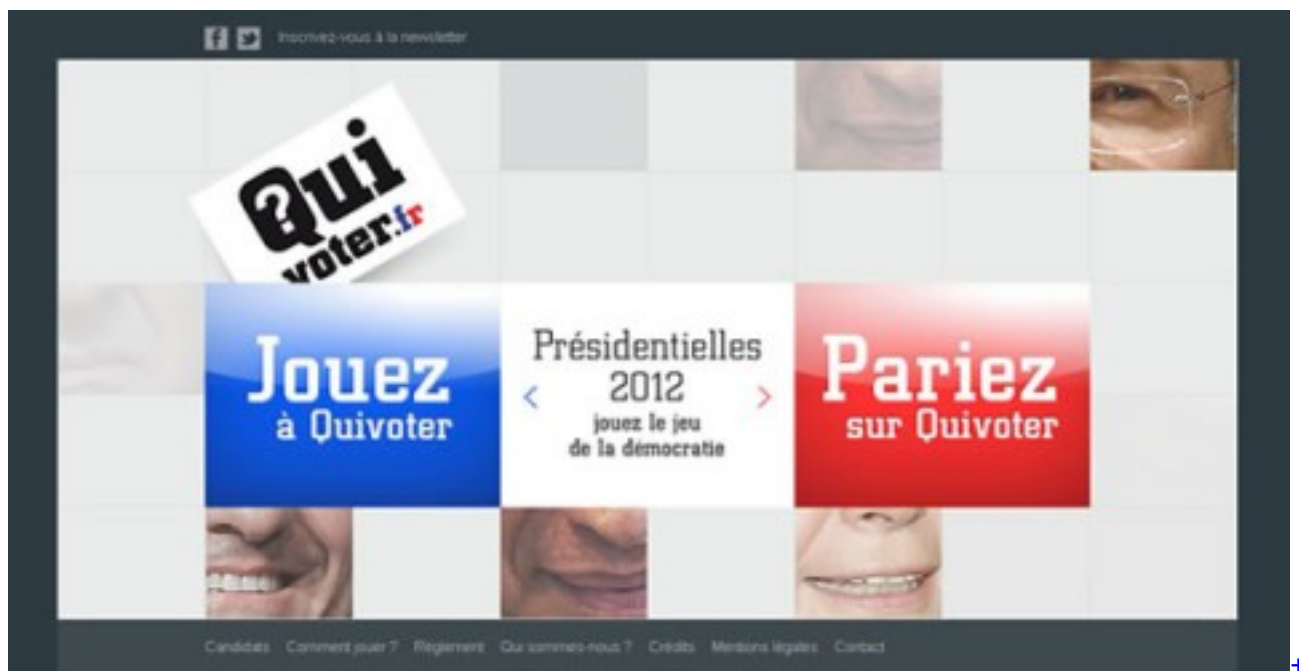 Inscrivez-vous à la newsletter
Qui
voter.fr
Jouez
à Quivoter
Présidentielles
2012
jouez le jeu
de la démocratie
Pariez
sur Quivoter
Candidats Comment jouer ? Règlement Qui sommes-nous ? Crédits Mentions légales Contact